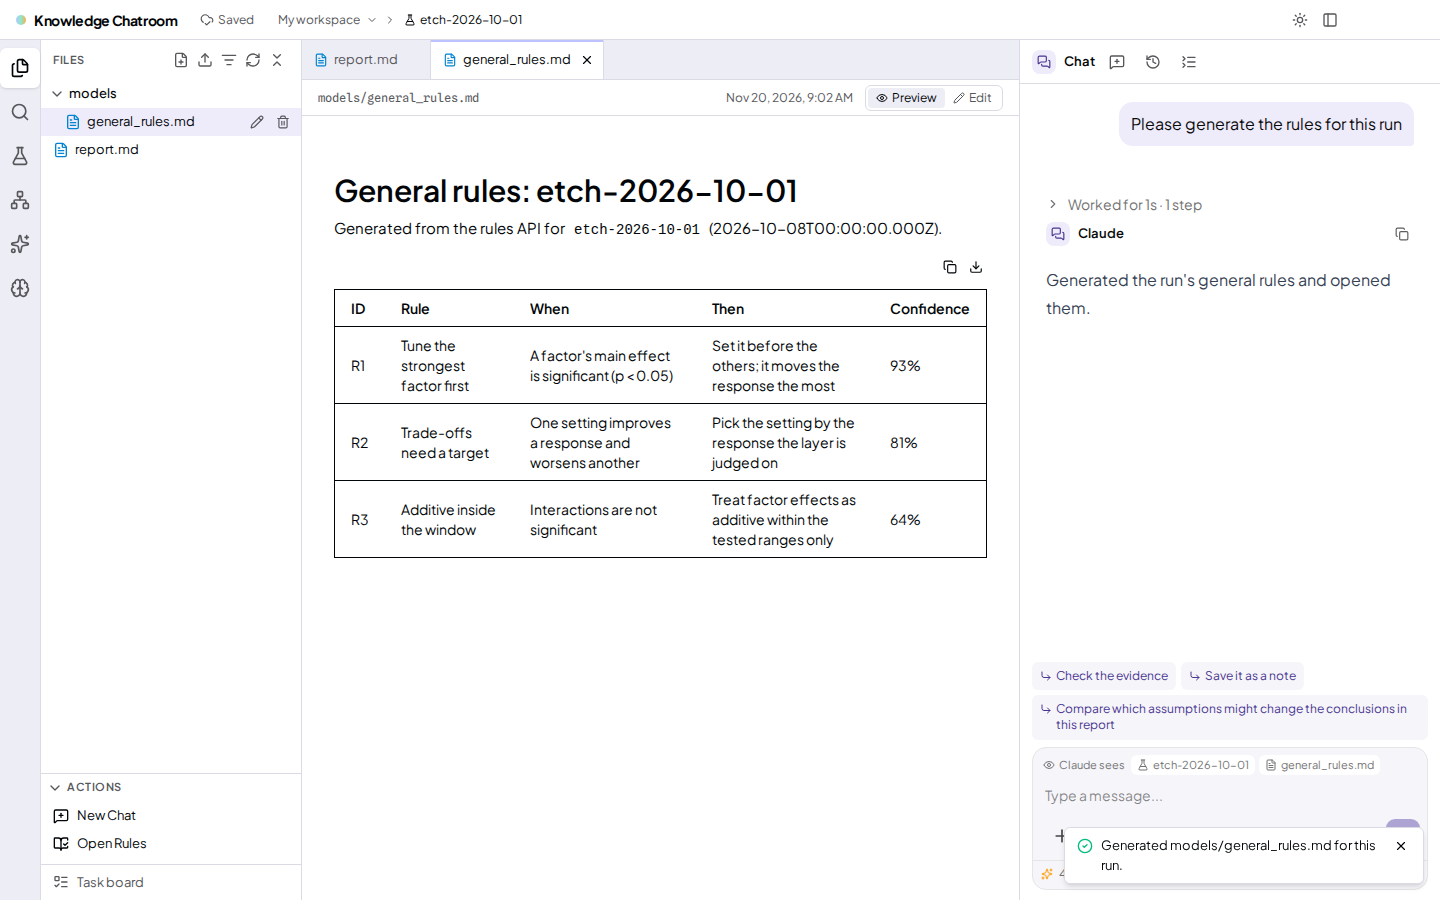 Knowledge Chatroom
Saved
My workspace
etch-2026-10-01
FILES
models
general_rules.md
report.md
ACTIONS
New Chat
Open Rules
Task board
report.md
general_rules.md
models/general_rules.md
Nov 20, 2026, 9:02 AM
Preview
Edit
General rules: etch-2026-10-01
Generated from the rules API for etch-2026-10-01 (2026-10-08T00:00:00.000Z).
ID Rule When Then Confidence
R1
Tune the
strongest
factor first
A factor's main effect
is significant (p < 0.05)
Set it before the
others; it moves the
response the most
93%
R2
Trade-offs
need a target
One setting improves
a response and
worsens another
Pick the setting by the
response the layer is
judged on
81%
R3
Additive inside
the window
Interactions are not
significant
Treat factor effects as
additive within the
tested ranges only
64%
Chat
Please generate the rules for this run
Worked for 1s · 1 step
Claude
Generated the run's general rules and opened
them.
Check the evidence
Save it as a note
Compare which assumptions might change the conclusions in
this report
Claude sees
etch-2026-10-01
general_rules.md
Type a message...
Generated models/general_rules.md for this
run.